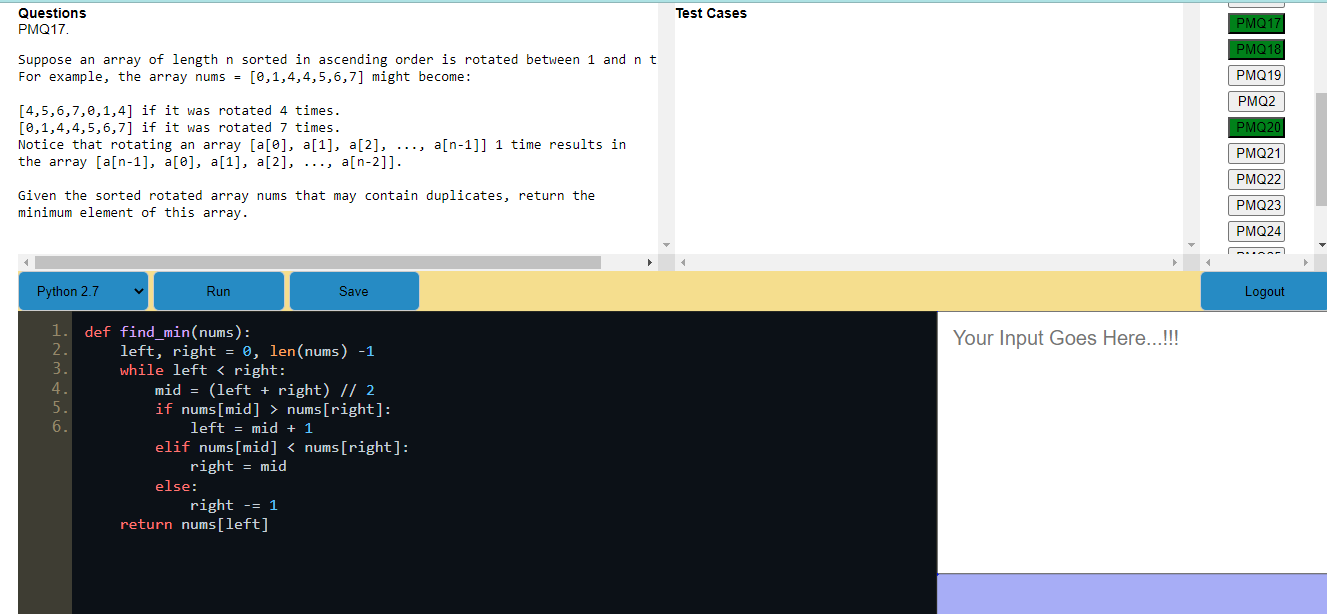 Questions
PMQ17.
Suppose an array of length n sorted in ascending order is rotated between 1 and n t
For example, the array nums = [0,1,4,4,5,6,7] might become:
[4,5,6,7,0,1,4] if it was rotated 4 times.
[0,1,4,4,5,6,7] if it was rotated 7 times.
Notice that rotating an array [a[0], a[1], a[2], ..., a[n-1]] 1 time results in
the array [a[n-1], a[0], a[1], a[2], ..., a[n-2]].
Given the sorted rotated array nums that may contain duplicates, return the
minimum element of this array.
Test Cases
PMQ17
PMQ18
PMQ19
PMQ2
PMQ20
PMQ21
PMQ22
PMQ23
PMQ24
Python 2.7
Run
Save
Logout
1. def find_min(nums):
2.     left, right = 0, len(nums) -1
3.     while left < right:
4.         mid = (left + right) // 2
5.         if nums[mid] > nums[right]:
6.             left = mid + 1
        elif nums[mid] < nums[right]:
            right = mid
        else:
            right -= 1
    return nums[left]
Your Input Goes Here...!!!